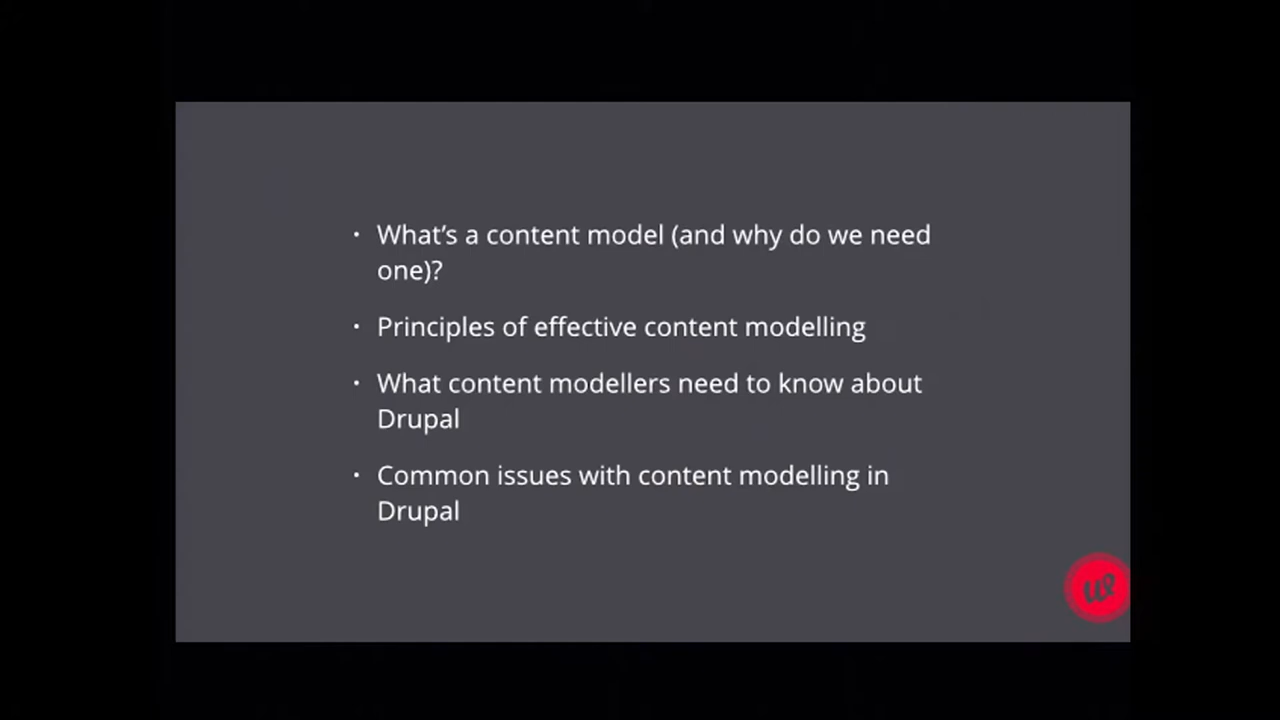 • What's a content model (and why do we need
one)?
• Principles of effective content modelling
• What content modellers need to know about
Drupal
• Common issues with content modelling in
Drupal